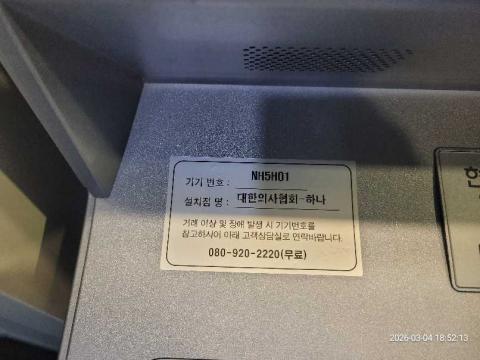 기기 번호 : NH5H01
설치점 명 : 대한의사협회-하나
거래 이상 및 장애 발생 시 기기번호를
참고하시어 아래 고객상담실로 연락바랍니다.
080-920-2220(무료)
2026-03-04 18:52:13